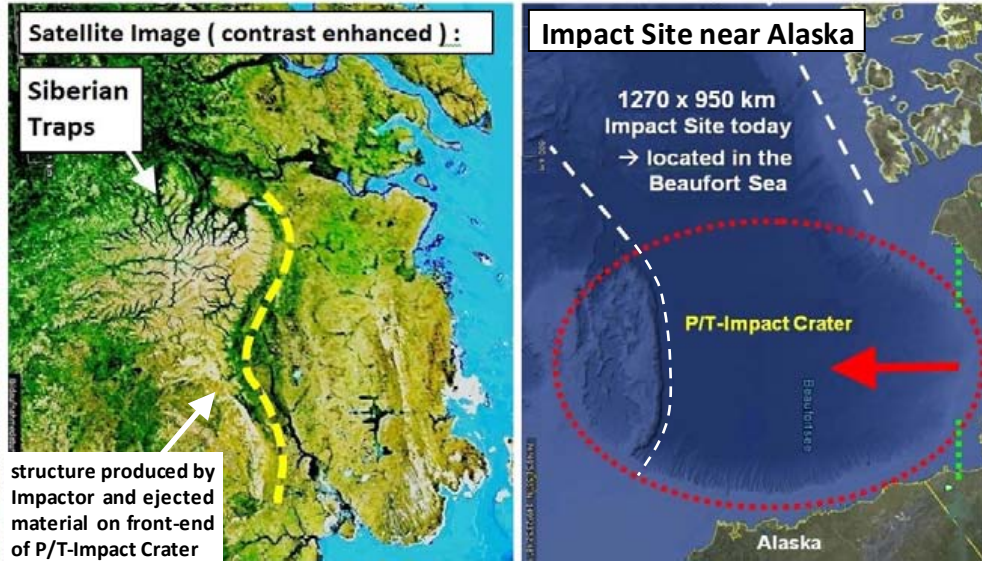 Satellite Image ( contrast enhanced ) :
Siberian
Traps
structure produced by
Impactor and ejected
material on front-end
of P/T-Impact Crater
Impact Site near Alaska
1270 x 950 km
Impact Site today
→ located in the
Beaufort Sea
P/T-Impact Crater
Beaufortsee
Alaska